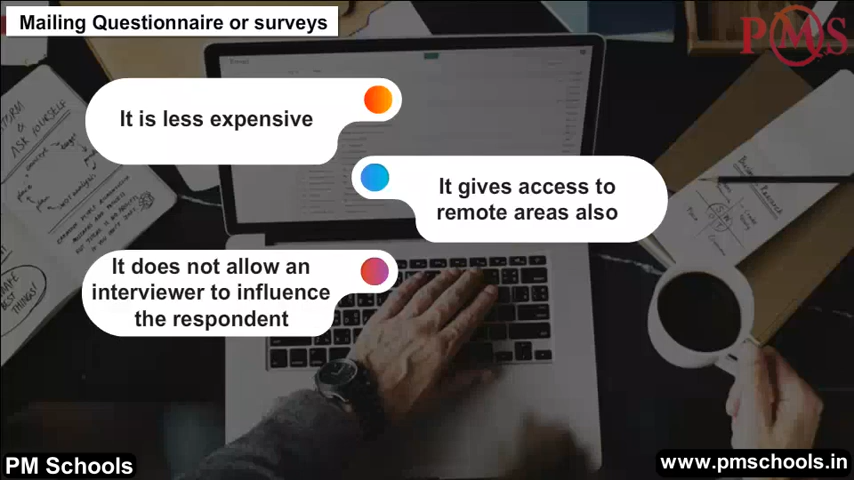 Mailing Questionnaire or surveys
PMS
It is less expensive
It gives access to
remote areas also
It does not allow an
interviewer to influence
the respondent
PM Schools
www.pmschools.in